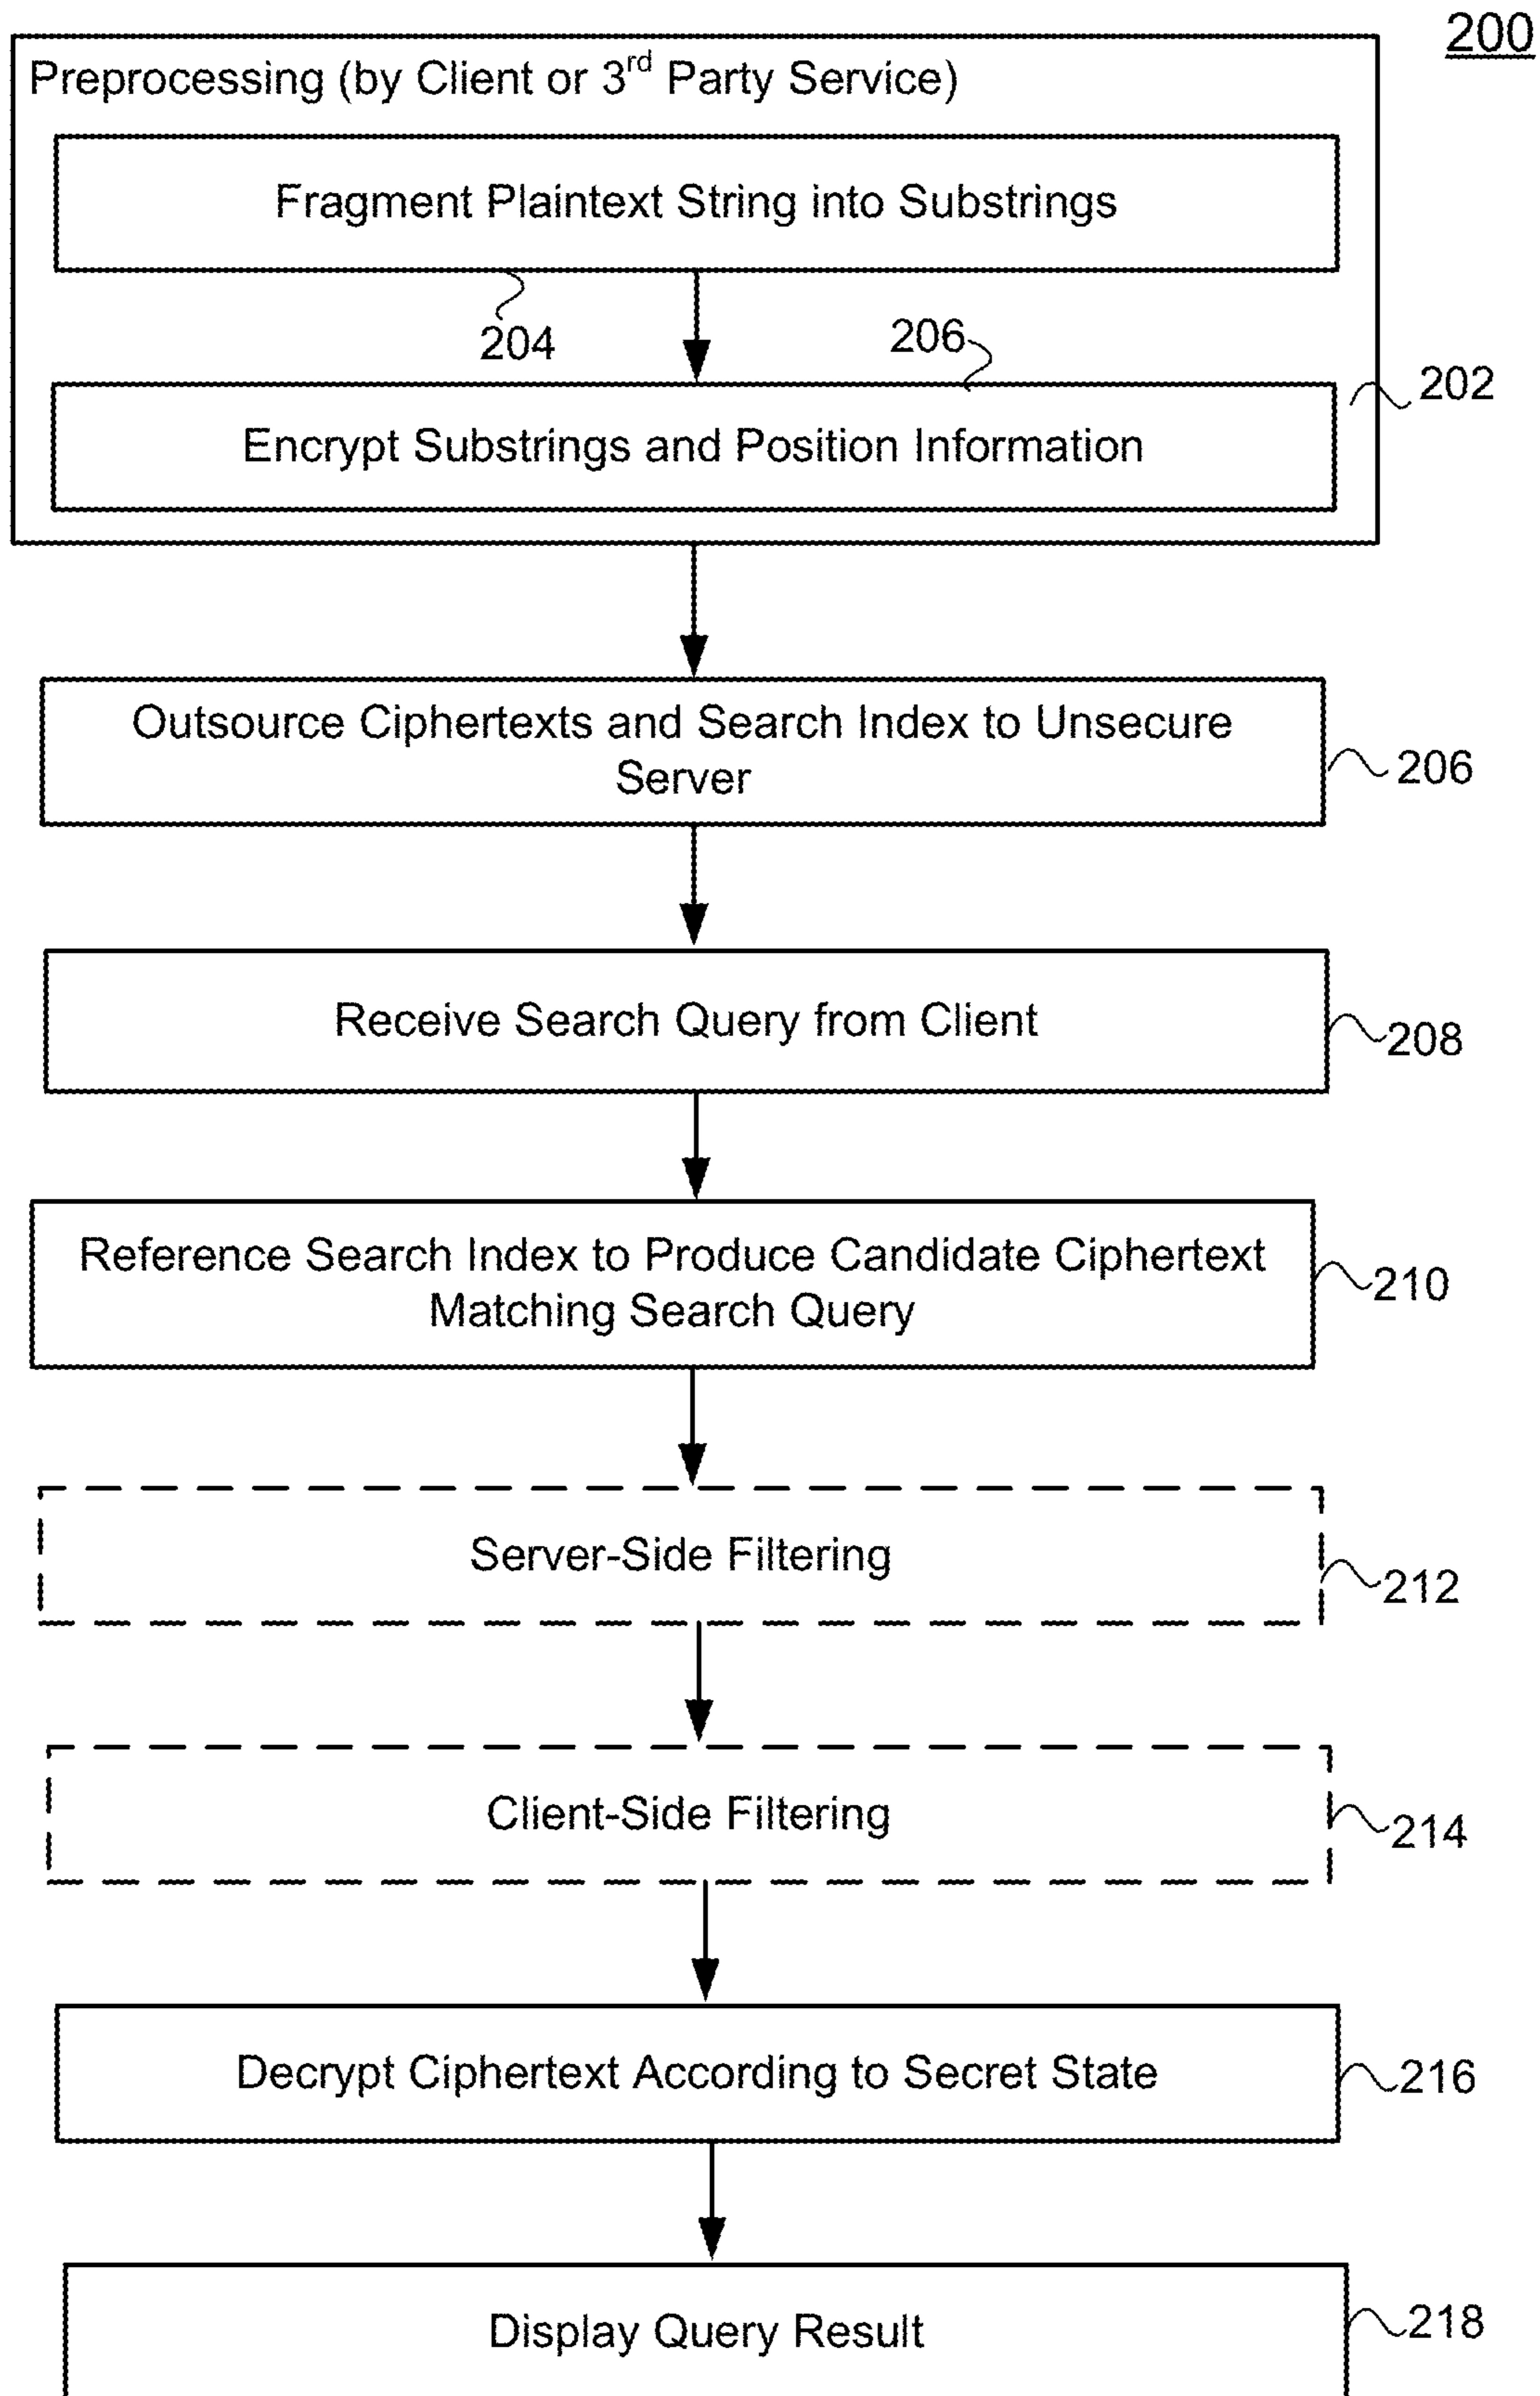 200
Preprocessing (by Client or 3rd Party Service)
Fragment Plaintext String into Substrings
204
206
Encrypt Substrings and Position Information
202
Outsource Ciphertexts and Search Index to Unsecure
Server
206
Receive Search Query from Client
208
Reference Search Index to Produce Candidate Ciphertext
Matching Search Query
210
Server-Side Filtering
212
Client-Side Filtering
214
Decrypt Ciphertext According to Secret State
216
Display Query Result
218